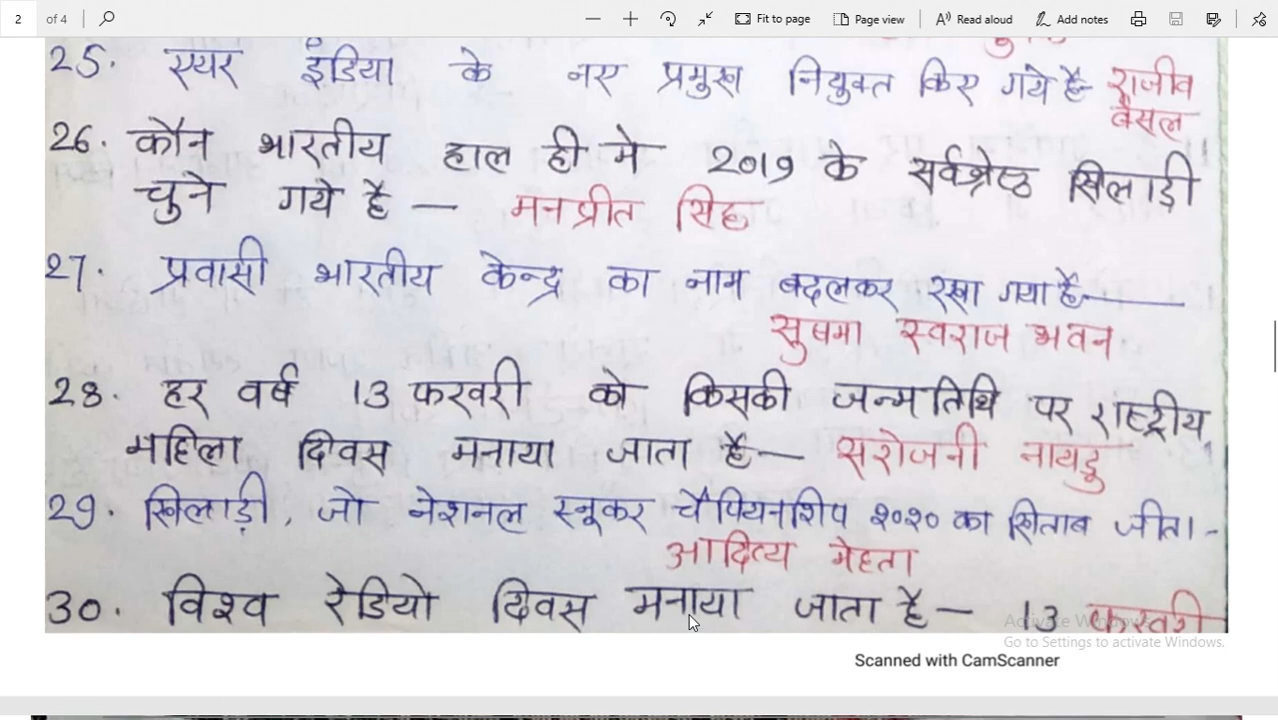 2 of 4 Fit to page Page view Read aloud Add notes
25. एयर इंडिया के नए प्रमुख नियुक्त किए गये है- राजीव
बंसल
26. कौन भारतीय हाल ही मे 2019 के सर्वश्रेष्ठ खिलाड़ी
चुने गये है — मनप्रीत सिंह
27. प्रवासी भारतीय केन्द्र का नाम बदलकर रखा गया है-——
सुषमा स्वराज भवन
28. हर वर्ष 13 फरवरी को किसकी जन्मतिथि पर राष्ट्रीय
महिला दिवस मनाया जाता है— सरोजनी नायडु
29. खिलाड़ी, जो नेशनल स्नूकर चैपियनशिप २०२० का खिताब जीता-
आदित्य मेहता
30. विश्व रेडियो दिवस मनाया जाता है — 13 फरवरी
Activate Windows
Go to Settings to activate Windows.
Scanned with CamScanner